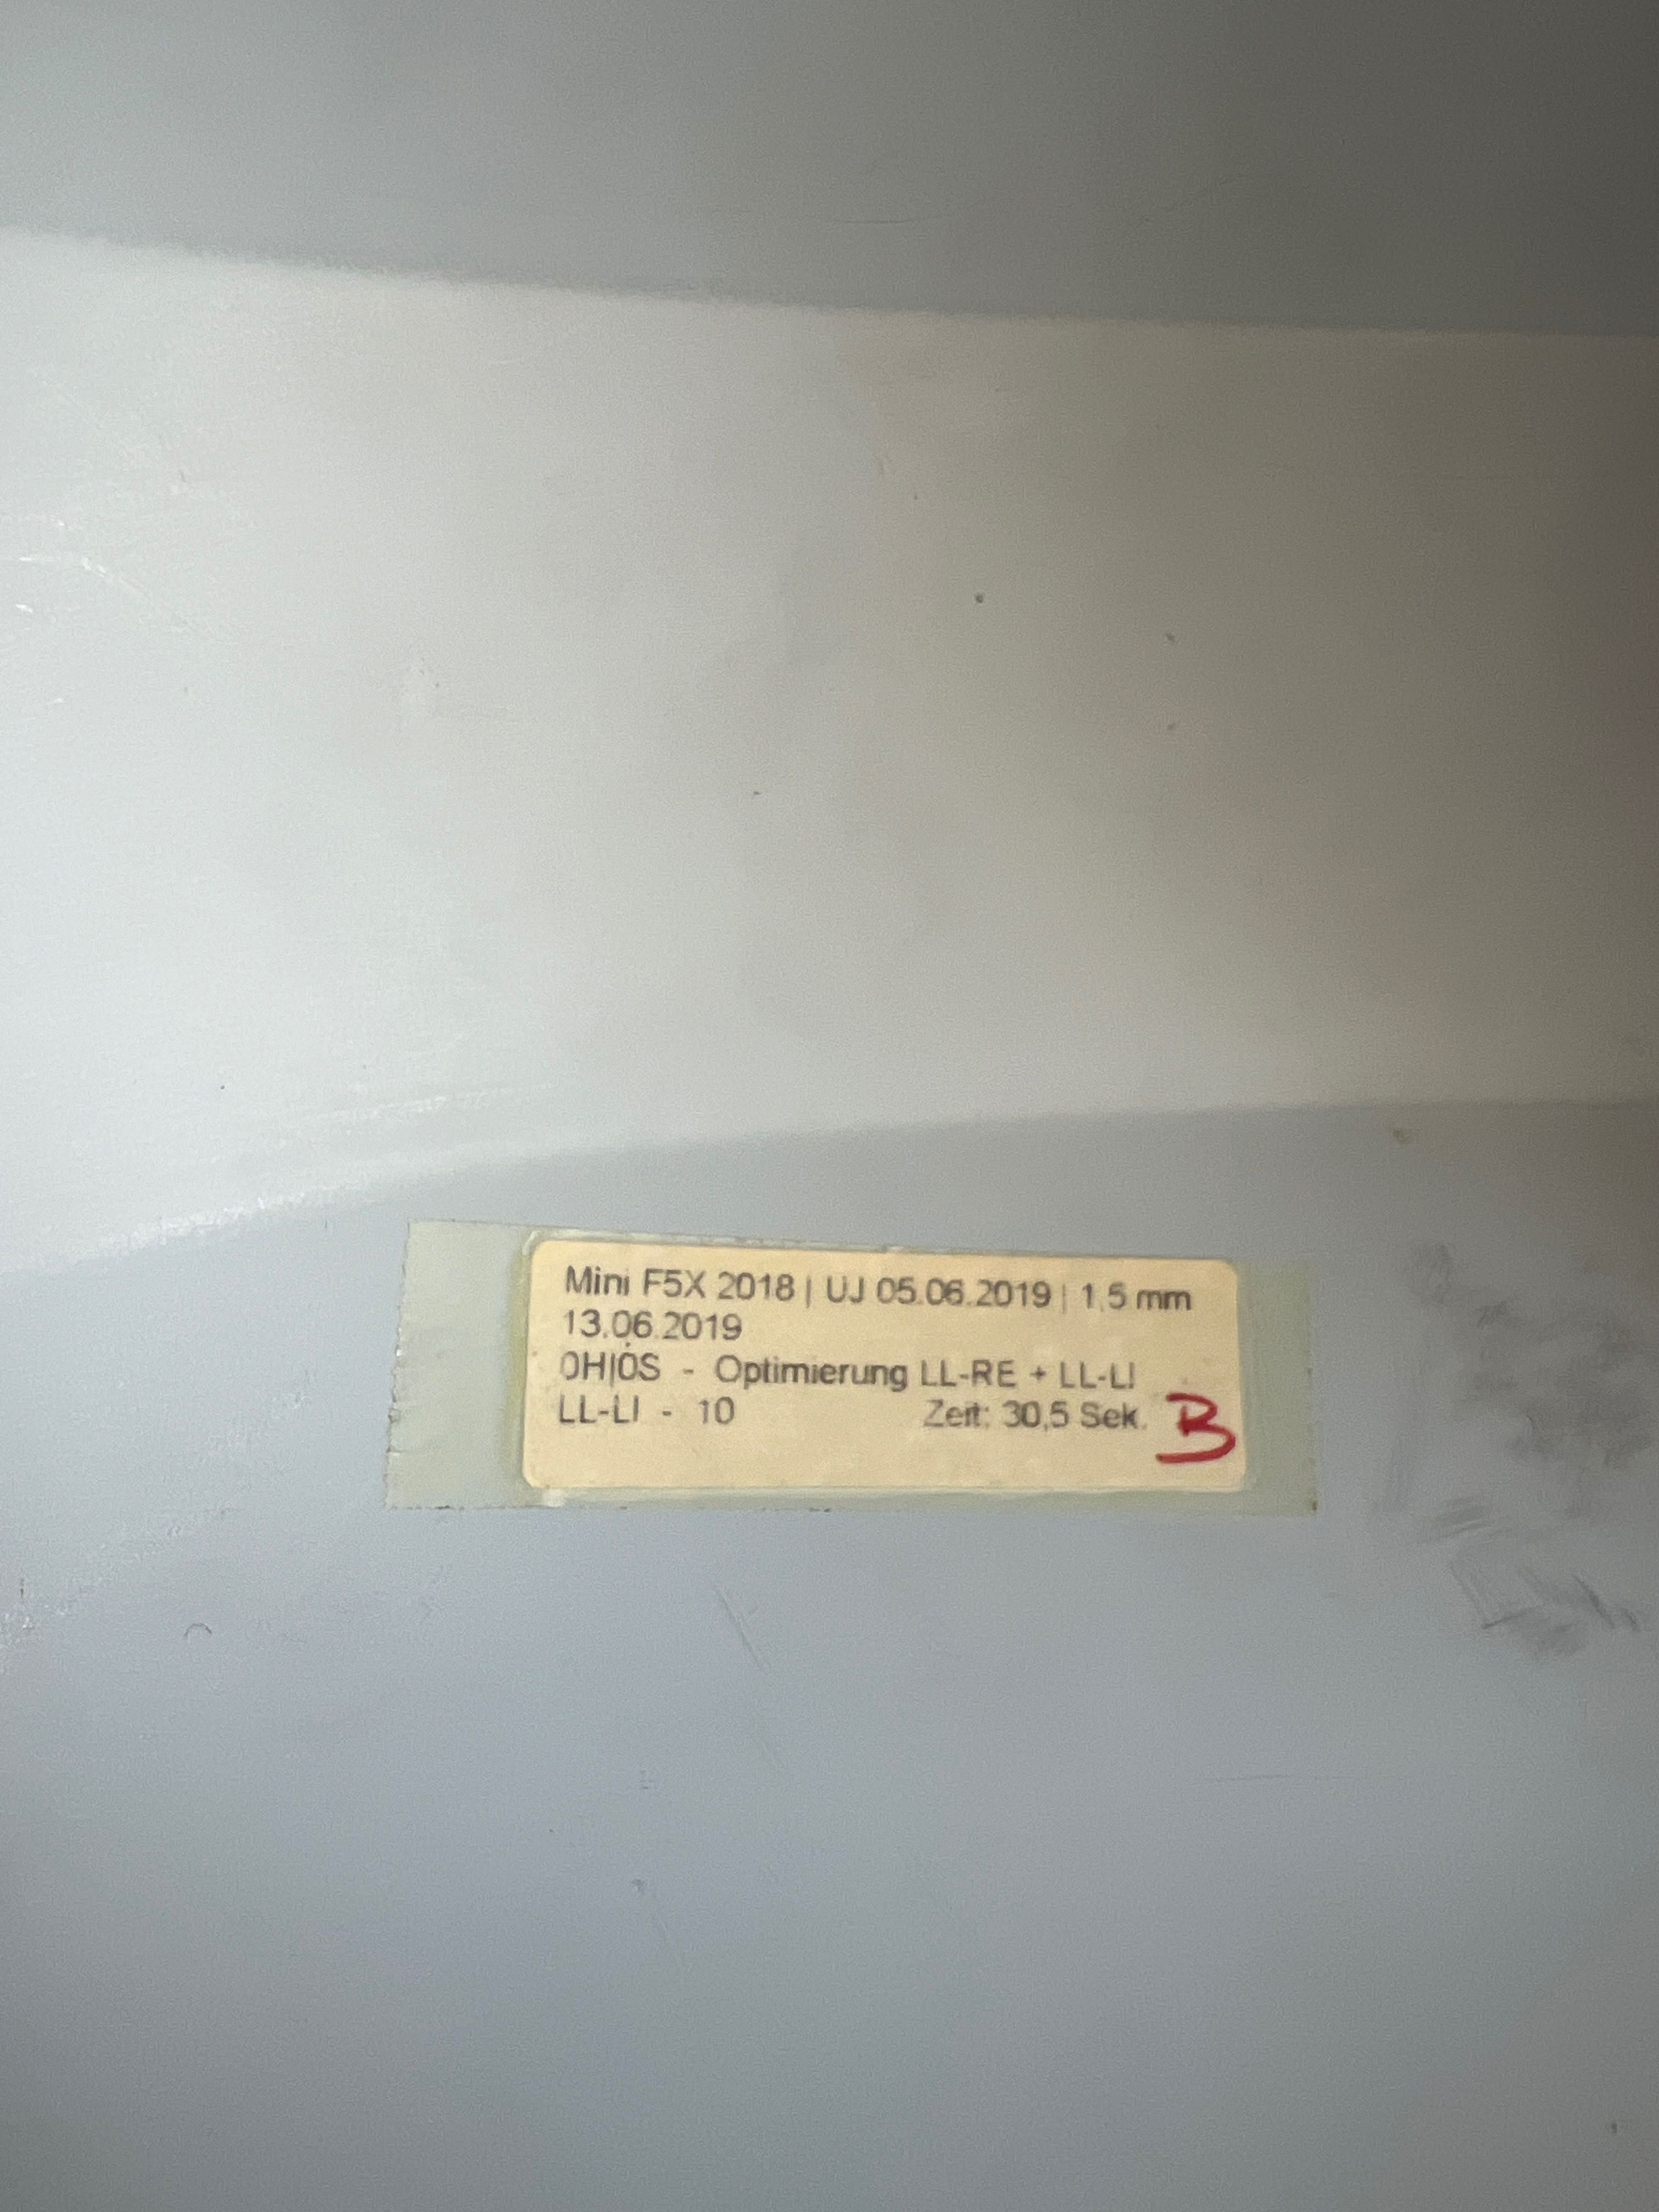 Mini F5X 2018 | UJ 05.06.2019 | 1,5 mm
13.06.2019
0H|0S - Optimierung LL-RE + LL-LI
LL-LI - 10 Zeit: 30,5 Sek. B